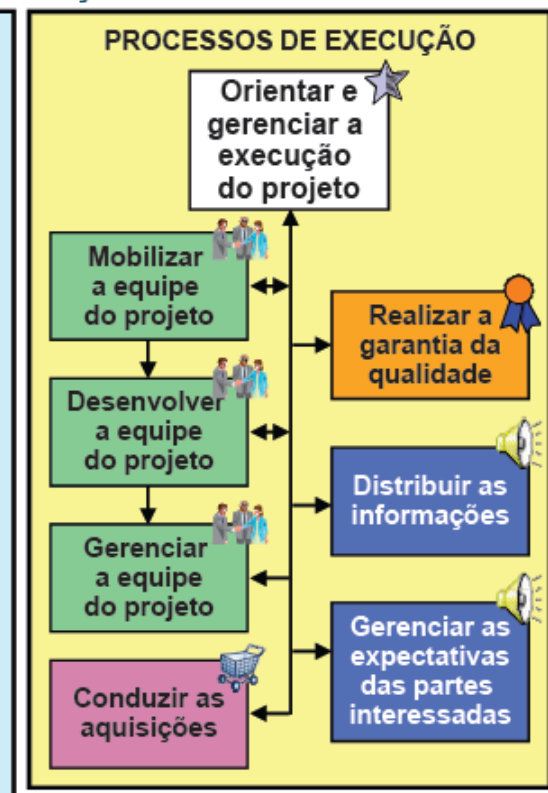 PROCESSOS DE EXECUÇÃO
Orientar e
gerenciar a
execução
do projeto
Mobilizar
a equipe
do projeto
Desenvolver
a equipe
do projeto
Gerenciar
a equipe
do projeto
Conduzir as
aquisições
Realizar a
garantia da
qualidade
Distribuir as
informações
Gerenciar as
expectativas
das partes
interessadas